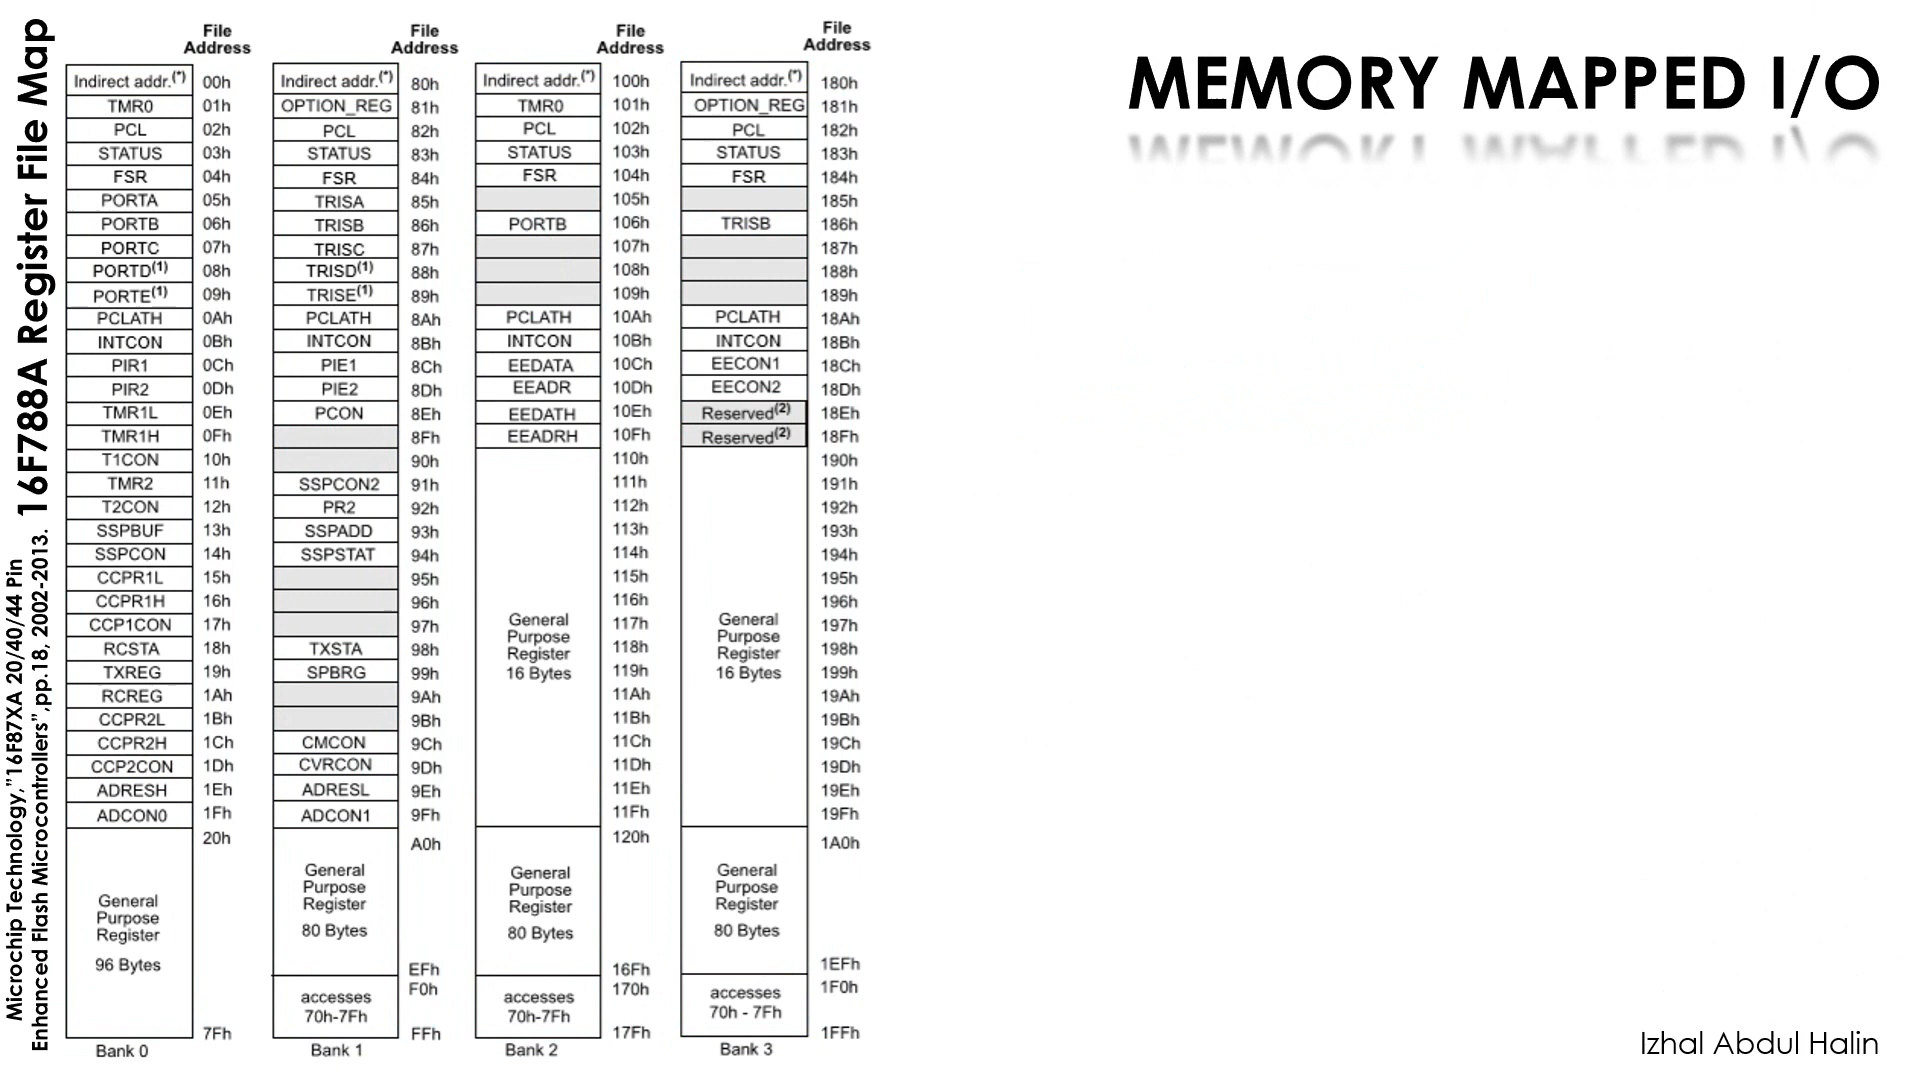 16F788A Register File Map
Microchip Technology,"16F87XA 20/40/44 Pin
Enhanced Flash Microcontrollers",pp.18, 2002-2013.
MEMORY MAPPED I/O
File
Address
Indirect addr.(*) 00h
TMR0 01h
PCL 02h
STATUS 03h
FSR 04h
PORTA 05h
PORTB 06h
PORTC 07h
PORTD(1) 08h
PORTE(1) 09h
PCLATH 0Ah
INTCON 0Bh
PIR1 0Ch
PIR2 0Dh
TMR1L 0Eh
TMR1H 0Fh
T1CON 10h
TMR2 11h
T2CON 12h
SSPBUF 13h
SSPCON 14h
CCPR1L 15h
CCPR1H 16h
CCP1CON 17h
RCSTA 18h
TXREG 19h
RCREG 1Ah
CCPR2L 1Bh
CCPR2H 1Ch
CCP2CON 1Dh
ADRESH 1Eh
ADCON0 1Fh
20h
General
Purpose
Register
96 Bytes
7Fh
Bank 0
File
Address
Indirect addr.(*) 80h
OPTION_REG 81h
PCL 82h
STATUS 83h
FSR 84h
TRISA 85h
TRISB 86h
TRISC 87h
TRISD(1) 88h
TRISE(1) 89h
PCLATH 8Ah
INTCON 8Bh
PIE1 8Ch
PIE2 8Dh
PCON 8Eh
8Fh
90h
SSPCON2 91h
PR2 92h
SSPADD 93h
SSPSTAT 94h
95h
96h
97h
TXSTA 98h
SPBRG 99h
9Ah
9Bh
CMCON 9Ch
CVRCON 9Dh
ADRESL 9Eh
ADCON1 9Fh
A0h
General
Purpose
Register
80 Bytes
EFh
F0h
accesses
70h-7Fh
FFh
Bank 1
File
Address
Indirect addr.(*) 100h
TMR0 101h
PCL 102h
STATUS 103h
FSR 104h
105h
PORTB 106h
107h
108h
109h
PCLATH 10Ah
INTCON 10Bh
EEDATA 10Ch
EEADR 10Dh
EEDATH 10Eh
EEADRH 10Fh
110h
111h
112h
113h
114h
115h
116h
General 117h
Purpose
Register 118h
16 Bytes 119h
11Ah
11Bh
11Ch
11Dh
11Eh
11Fh
120h
General
Purpose
Register
80 Bytes
16Fh
170h
accesses
70h-7Fh
17Fh
Bank 2
File
Address
Indirect addr.(*) 180h
OPTION_REG 181h
PCL 182h
STATUS 183h
FSR 184h
185h
TRISB 186h
187h
188h
189h
PCLATH 18Ah
INTCON 18Bh
EECON1 18Ch
EECON2 18Dh
Reserved(2) 18Eh
Reserved(2) 18Fh
190h
191h
192h
193h
194h
195h
196h
General 197h
Purpose
Register 198h
16 Bytes 199h
19Ah
19Bh
19Ch
19Dh
19Eh
19Fh
1A0h
General
Purpose
Register
80 Bytes
1EFh
1F0h
accesses
70h - 7Fh
1FFh
Bank 3
Izhal Abdul Halin